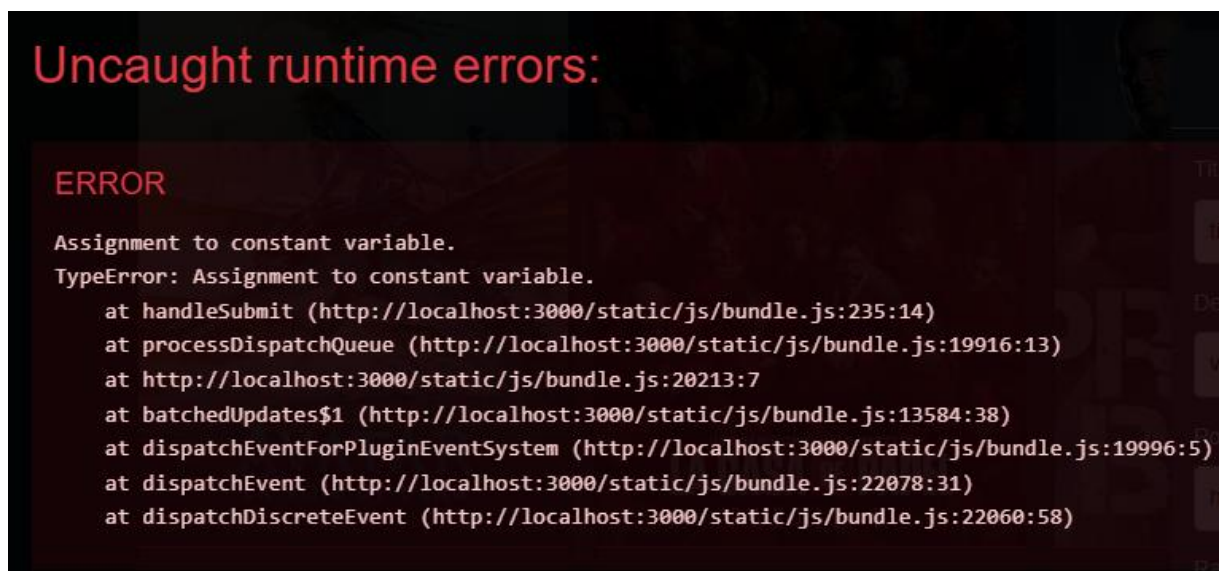 Uncaught runtime errors:
ERROR
Assignment to constant variable.
TypeError: Assignment to constant variable.
at handleSubmit (http://localhost:3000/static/js/bundle.js:235:14)
at processDispatchQueue (http://localhost:3000/static/js/bundle.js:19916:13)
at http://localhost:3000/static/js/bundle.js:20213:7
at batchedUpdates$1 (http://localhost:3000/static/js/bundle.js:13584:38)
at dispatchEventForPluginEventSystem (http://localhost:3000/static/js/bundle.js:19996:5)
at dispatchEvent (http://localhost:3000/static/js/bundle.js:22078:31)
at dispatchDiscreteEvent (http://localhost:3000/static/js/bundle.js:22060:58)